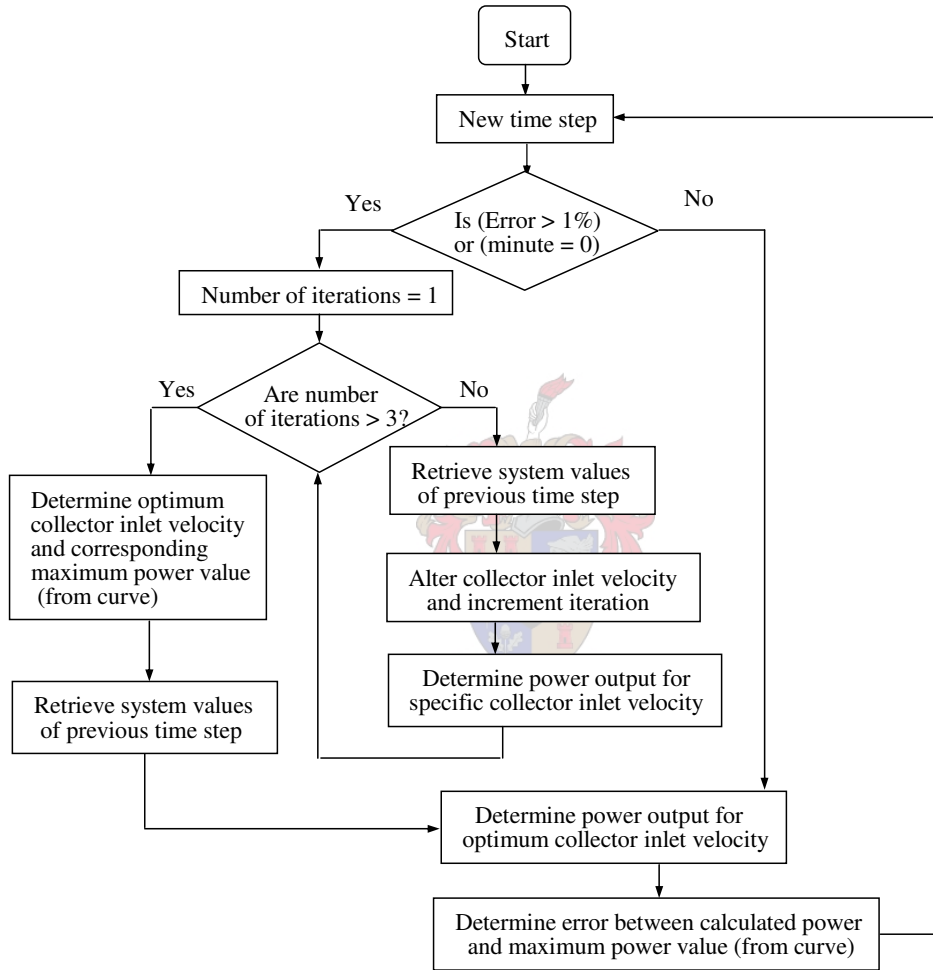 Start
New time step
Yes
No
Is (Error > 1%)
or (minute = 0)
Number of iterations = 1
Yes
No
Are number
of iterations > 3?
Retrieve system values
of previous time step
Determine optimum
collector inlet velocity
and corresponding
maximum power value
(from curve)
Alter collector inlet velocity
and increment iteration
Determine power output for
specific collector inlet velocity
Retrieve system values
of previous time step
Determine power output for
optimum collector inlet velocity
Determine error between calculated power
and maximum power value (from curve)